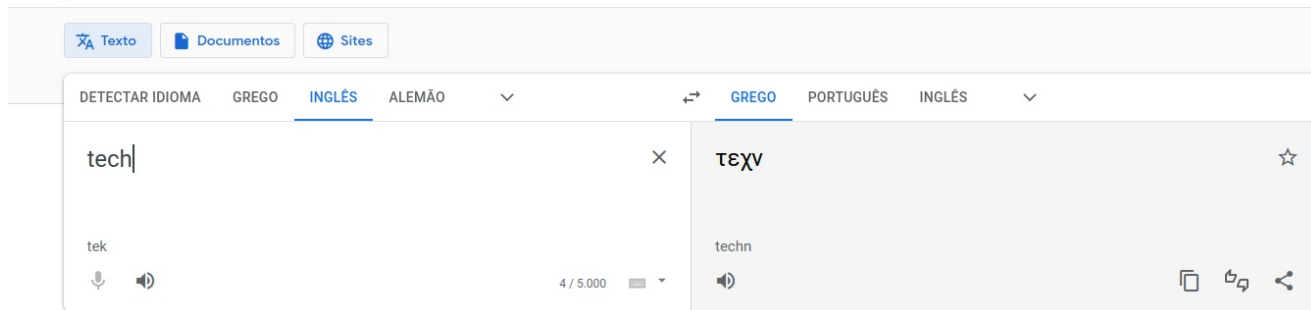 Texto Documentos Sites
DETECTAR IDIOMA GREGO INGLÊS ALEMÃO GREGO PORTUGUÊS INGLÊS
tech τεχν
tek techn
4 / 5.000